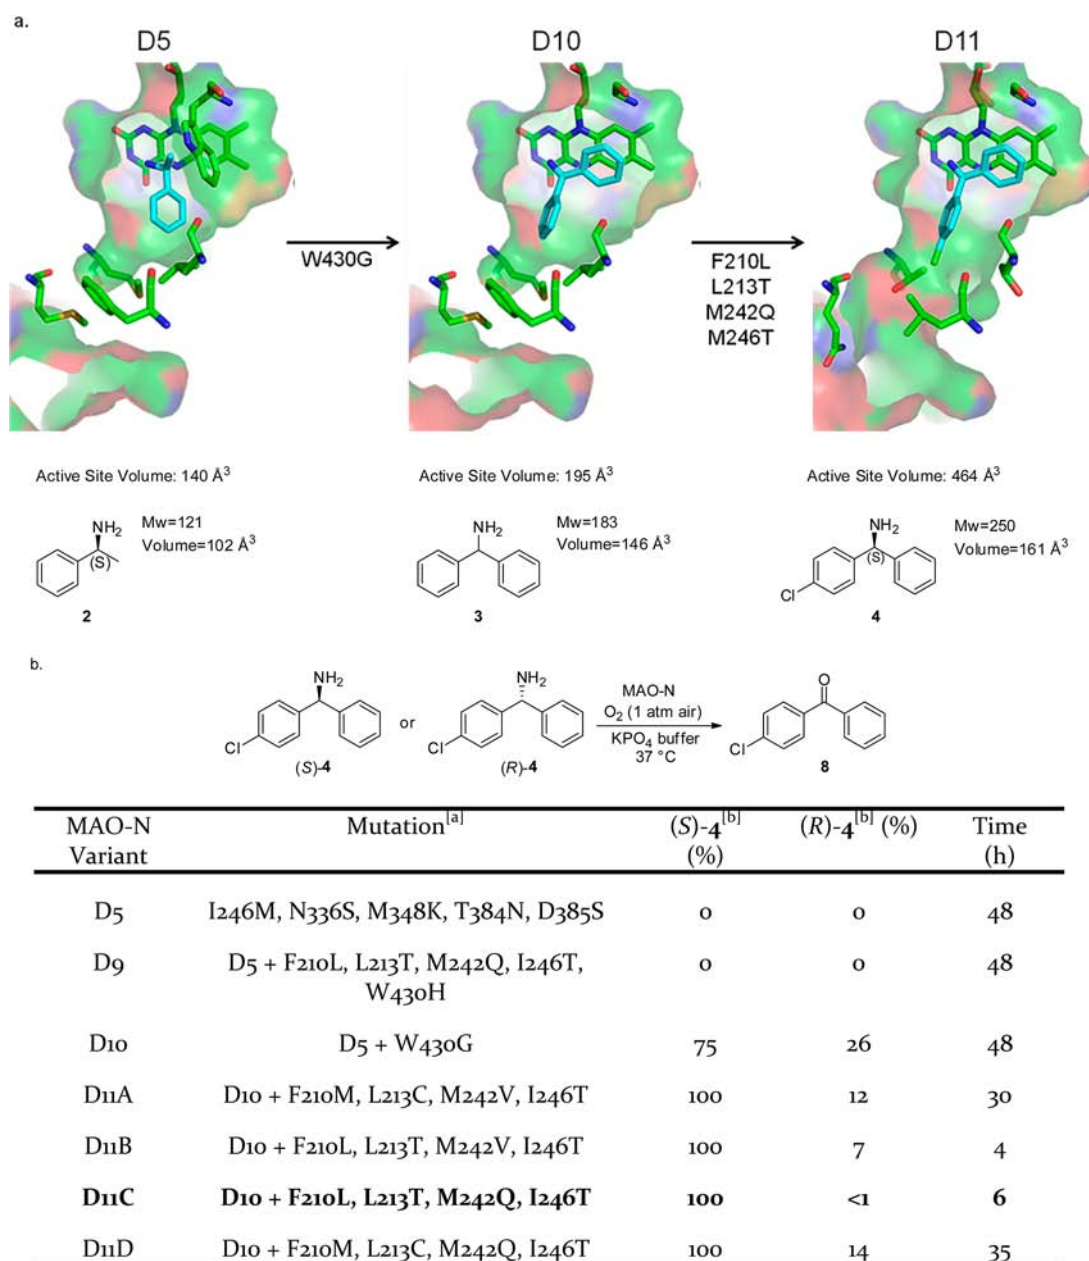 a.
D5
D10
D11
W430G
F210L
L213T
M242Q
M246T
Active Site Volume: 140 Å³
Active Site Volume: 195 Å³
Active Site Volume: 464 Å³
NH₂
Mw=121
Volume=102 Å³
(S)
2
NH₂
Mw=183
Volume=146 Å³
3
NH₂
Mw=250
Volume=161 Å³
(S)
Cl
4
b.
NH₂
Cl
(S)-4
or
NH₂
Cl
(R)-4
MAO-N
O₂ (1 atm air)
KPO₄ buffer
37 °C
O
Cl
8
MAO-N Mutation[a] (S)-4[b] (R)-4[b] (%) Time
Variant (%) (h)
D5 I246M, N336S, M348K, T384N, D385S 0 0 48
D9 D5 + F210L, L213T, M242Q, I246T, 0 0 48
W430H
D10 D5 + W430G 75 26 48
D11A D10 + F210M, L213C, M242V, I246T 100 12 30
D11B D10 + F210L, L213T, M242V, I246T 100 7 4
D11C D10 + F210L, L213T, M242Q, I246T 100 <1 6
D11D D10 + F210M, L213C, M242Q, I246T 100 14 35